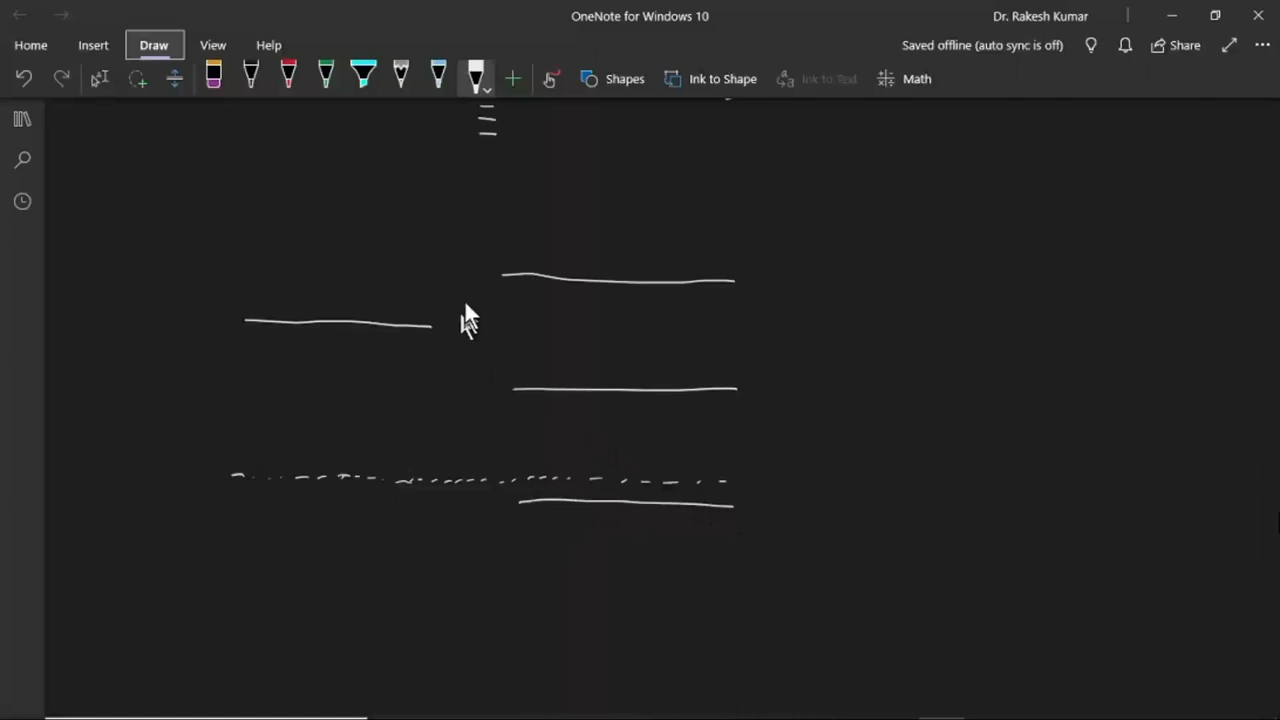 OneNote for Windows 10
Dr. Rakesh Kumar
Home Insert Draw View Help
Saved offline (auto sync is off)
Share
Shapes
Ink to Shape
Ink to Text
Math